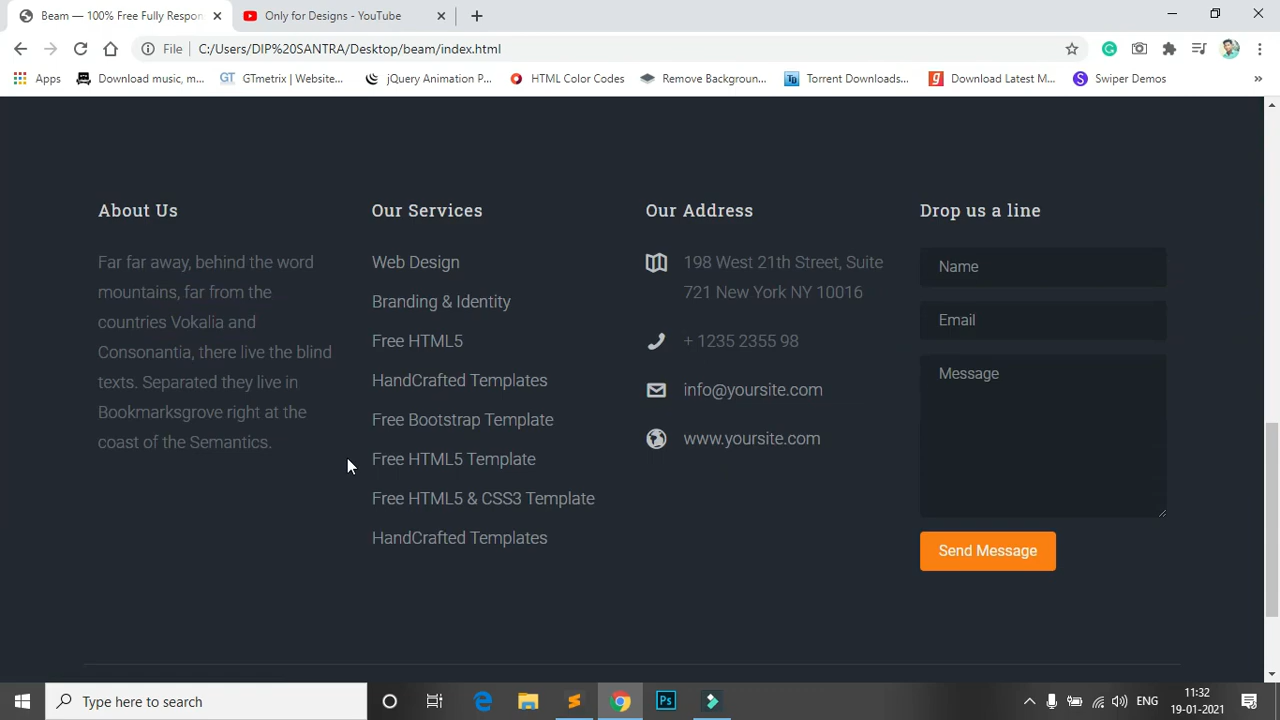 Beam — 100% Free Fully Respon
Only for Designs - YouTube
File
C:/Users/DIP%20SANTRA/Desktop/beam/index.html
Apps
Download music, m...
GTmetrix | Website...
jQuery Animation P...
HTML Color Codes
Remove Backgroun...
Torrent Downloads...
Download Latest M...
Swiper Demos
About Us
Far far away, behind the word
mountains, far from the
countries Vokalia and
Consonantia, there live the blind
texts. Separated they live in
Bookmarksgrove right at the
coast of the Semantics.
Our Services
Web Design
Branding & Identity
Free HTML5
HandCrafted Templates
Free Bootstrap Template
Free HTML5 Template
Free HTML5 & CSS3 Template
HandCrafted Templates
Our Address
198 West 21th Street, Suite
721 New York NY 10016
+ 1235 2355 98
info@yoursite.com
www.yoursite.com
Drop us a line
Name
Email
Message
Send Message
Type here to search
Ps
ENG
11:32
19-01-2021